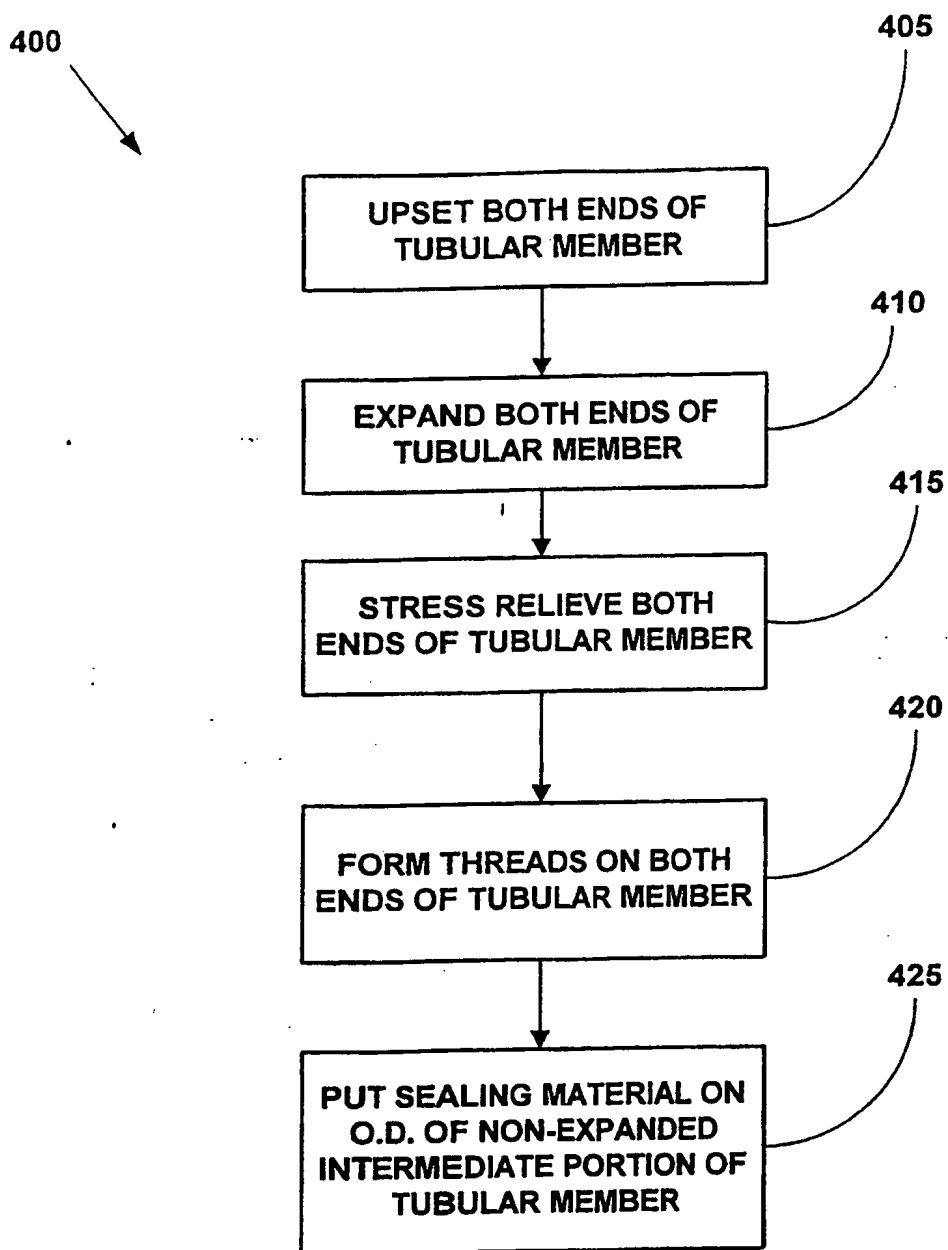 400
405
UPSET BOTH ENDS OF
TUBULAR MEMBER
410
EXPAND BOTH ENDS OF
TUBULAR MEMBER
415
STRESS RELIEVE BOTH
ENDS OF TUBULAR MEMBER
420
FORM THREADS ON BOTH
ENDS OF TUBULAR MEMBER
425
PUT SEALING MATERIAL ON
O.D. OF NON-EXPANDED
INTERMEDIATE PORTION OF
TUBULAR MEMBER